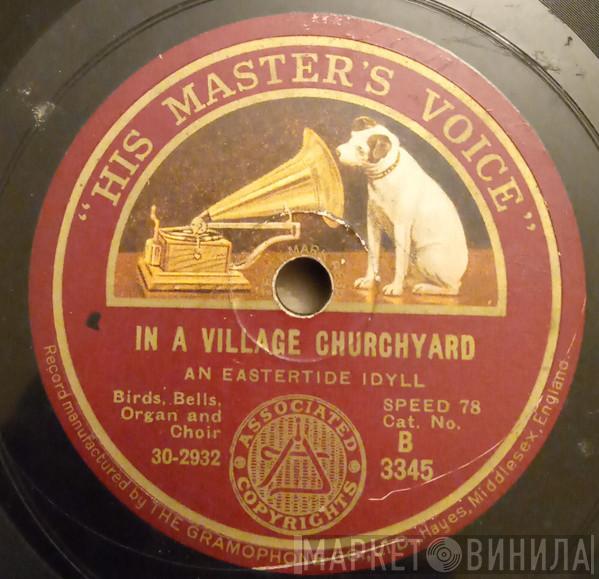 "HIS MASTER'S VOICE"
IN A VILLAGE CHURCHYARD
AN EASTERTIDE IDYLL
Birds, Bells,
Organ and
Choir
30-2932
SPEED 78
Cat. No.
B
3345
ASSOCIATED
COPYRIGHTS
Record manufactured by THE GRAMOPHONE Hayes, Middlesex, England.
МАРКЕТ ВИНИЛА